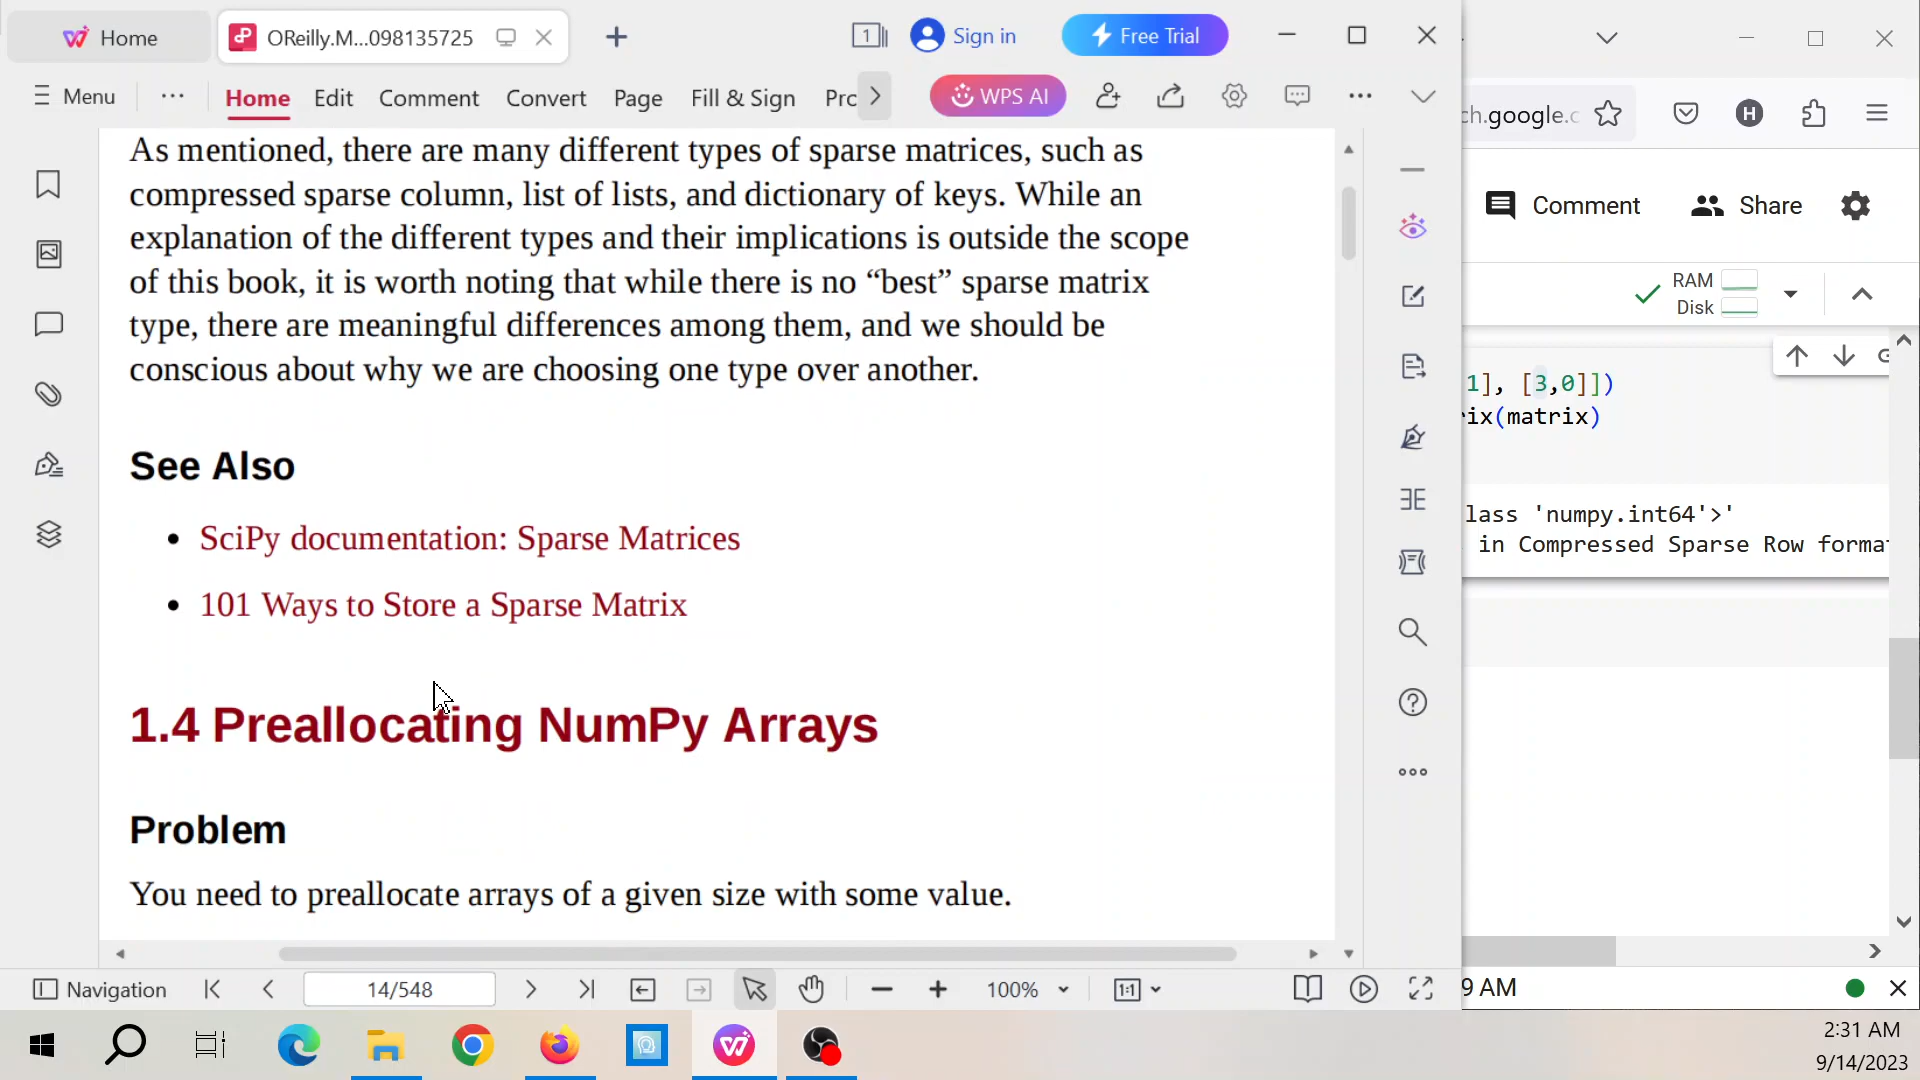 Home
OReilly.M...098135725
1
Sign in
Free Trial
Menu
Home
Edit
Comment
Convert
Page
Fill & Sign
WPS AI
As mentioned, there are many different types of sparse matrices, such as
compressed sparse column, list of lists, and dictionary of keys. While an
explanation of the different types and their implications is outside the scope
of this book, it is worth noting that while there is no “best” sparse matrix
type, there are meaningful differences among them, and we should be
conscious about why we are choosing one type over another.
See Also
• SciPy documentation: Sparse Matrices
• 101 Ways to Store a Sparse Matrix
1.4 Preallocating NumPy Arrays
Problem
You need to preallocate arrays of a given size with some value.
Navigation
14/548
100%
1:1
ch.google.c
H
Comment
Share
RAM
Disk
1], [3,0]])
rix(matrix)
lass 'numpy.int64'>'
in Compressed Sparse Row format
9 AM
2:31 AM
9/14/2023